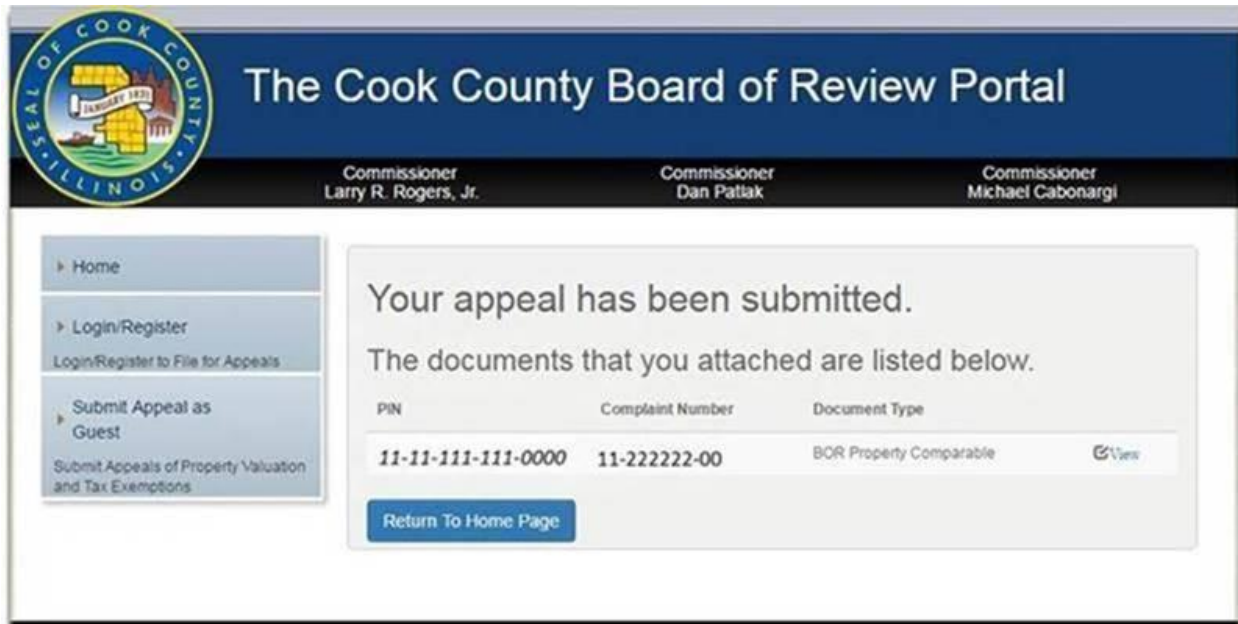 SEAL OF COOK COUNTY
ILLINOIS
JANUARY 1831
The Cook County Board of Review Portal
Commissioner
Larry R. Rogers, Jr.
Commissioner
Dan Patlak
Commissioner
Michael Cabonargi
Home
Login/Register
Login/Register to File for Appeals
Submit Appeal as
Guest
Submit Appeals of Property Valuation
and Tax Exemptions
Your appeal has been submitted.
The documents that you attached are listed below.
PIN Complaint Number Document Type
11-11-111-111-0000 11-222222-00 BOR Property Comparable View
Return To Home Page